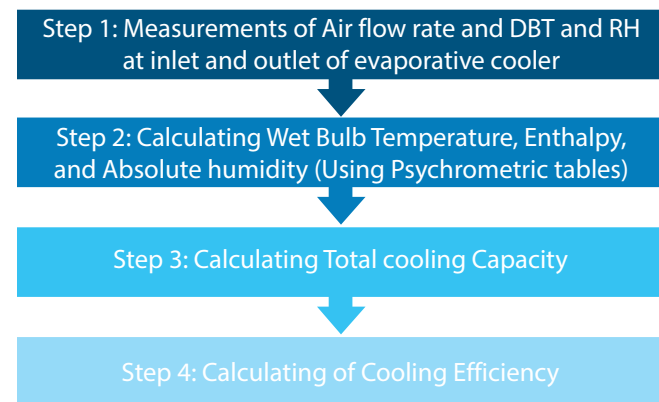 Step 1: Measurements of Air flow rate and DBT and RH
at inlet and outlet of evaporative cooler
Step 2: Calculating Wet Bulb Temperature, Enthalpy,
and Absolute humidity (Using Psychrometric tables)
Step 3: Calculating Total cooling Capacity
Step 4: Calculating of Cooling Efficiency